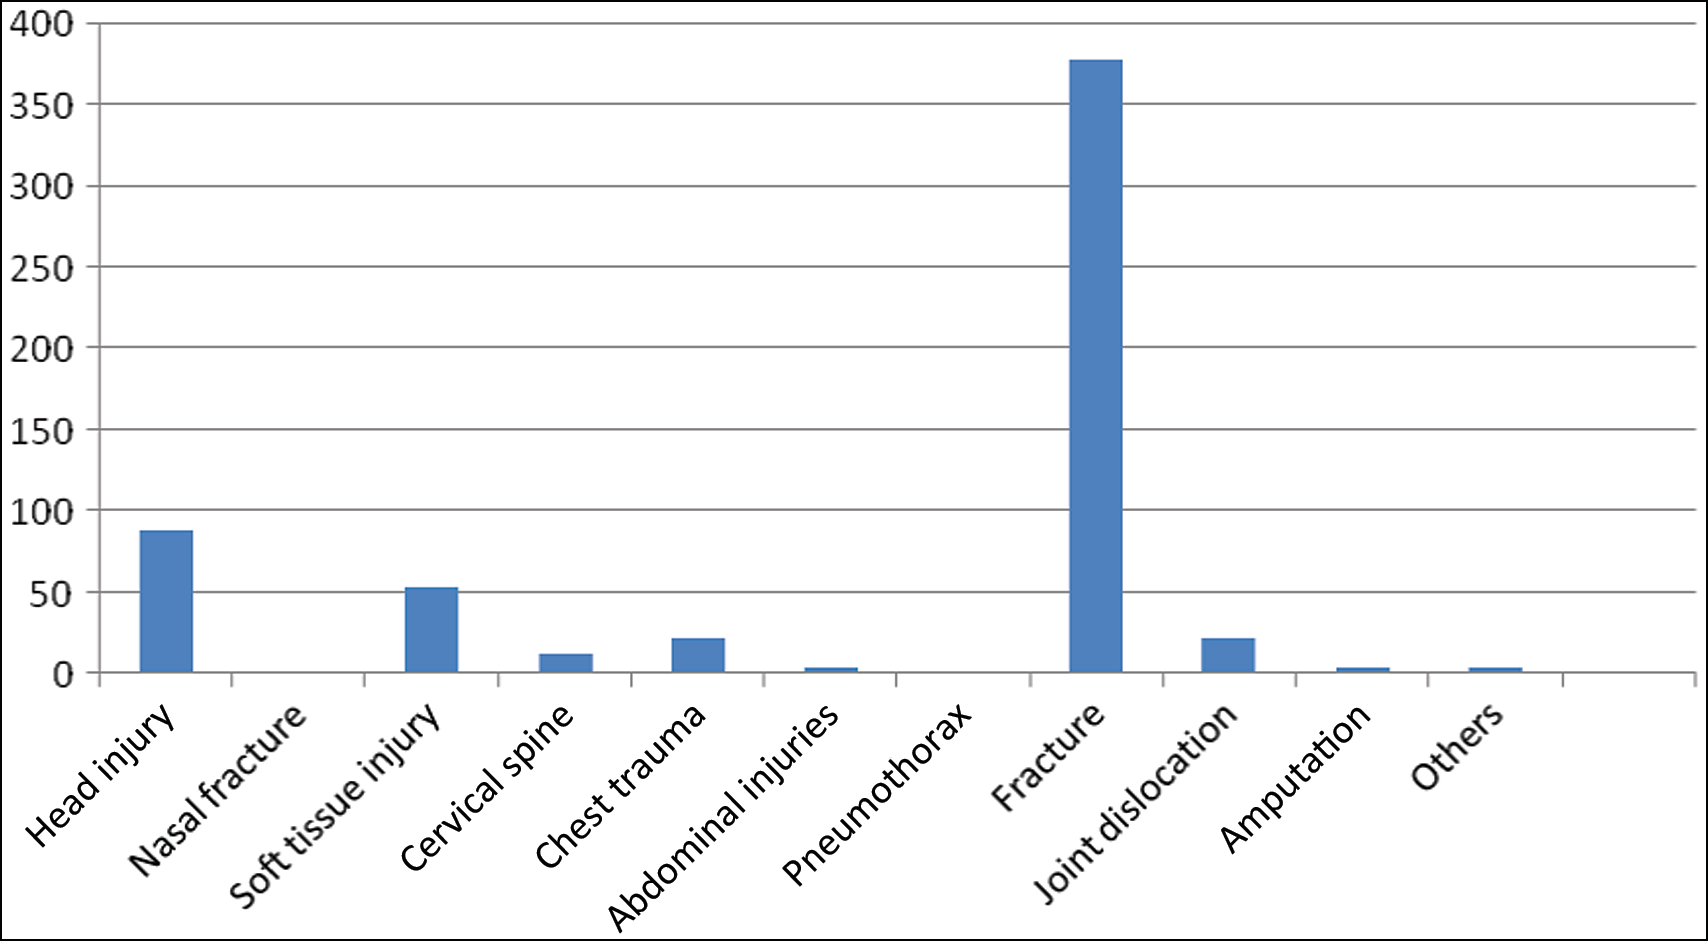 400
350
300
250
200
150
100
50
0
Head injury
Nasal fracture
Soft tissue injury
Cervical spine
Chest trauma
Abdominal injuries
Pneumothorax
Fracture
Joint dislocation
Amputation
Others